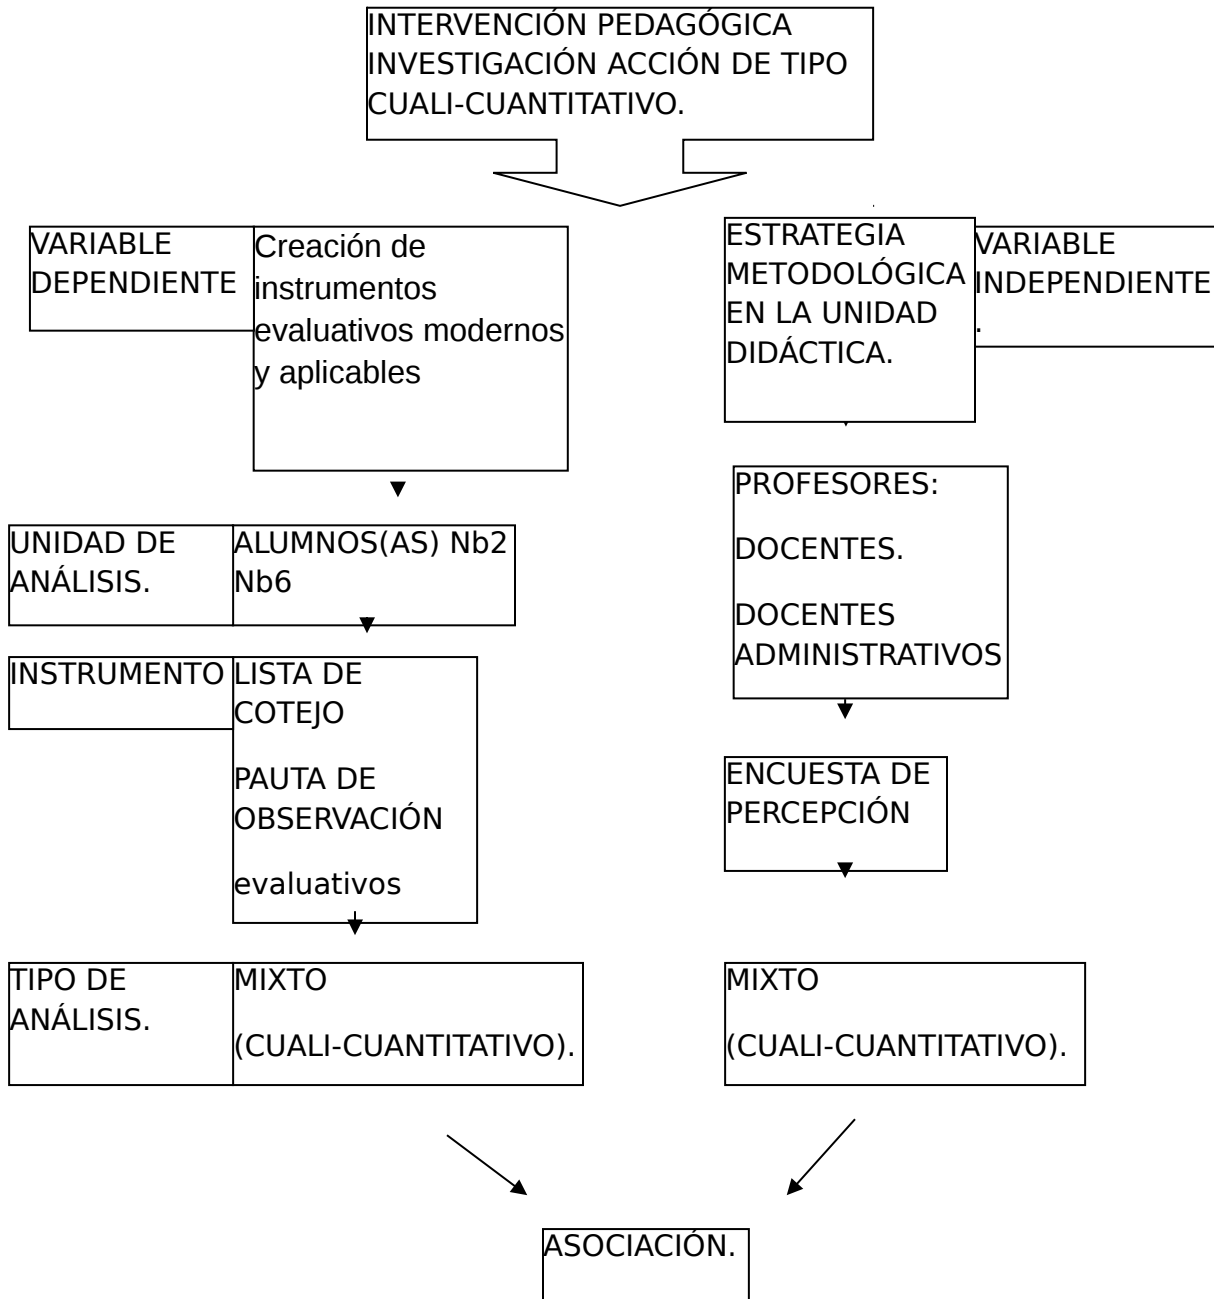 INTERVENCIÓN PEDAGÓGICA
INVESTIGACIÓN ACCIÓN DE TIPO
CUALI-CUANTITATIVO.
VARIABLE
DEPENDIENTE
Creación de
instrumentos
evaluativos modernos
y aplicables
ESTRATEGIA
METODOLÓGICA
EN LA UNIDAD
DIDÁCTICA.
VARIABLE
INDEPENDIENTE
.
UNIDAD DE
ANÁLISIS.
ALUMNOS(AS) Nb2
Nb6
PROFESORES:
DOCENTES.
DOCENTES
ADMINISTRATIVOS
INSTRUMENTO
LISTA DE
COTEJO
PAUTA DE
OBSERVACIÓN
evaluativos
ENCUESTA DE
PERCEPCIÓN
TIPO DE
ANÁLISIS.
MIXTO
(CUALI-CUANTITATIVO).
MIXTO
(CUALI-CUANTITATIVO).
ASOCIACIÓN.